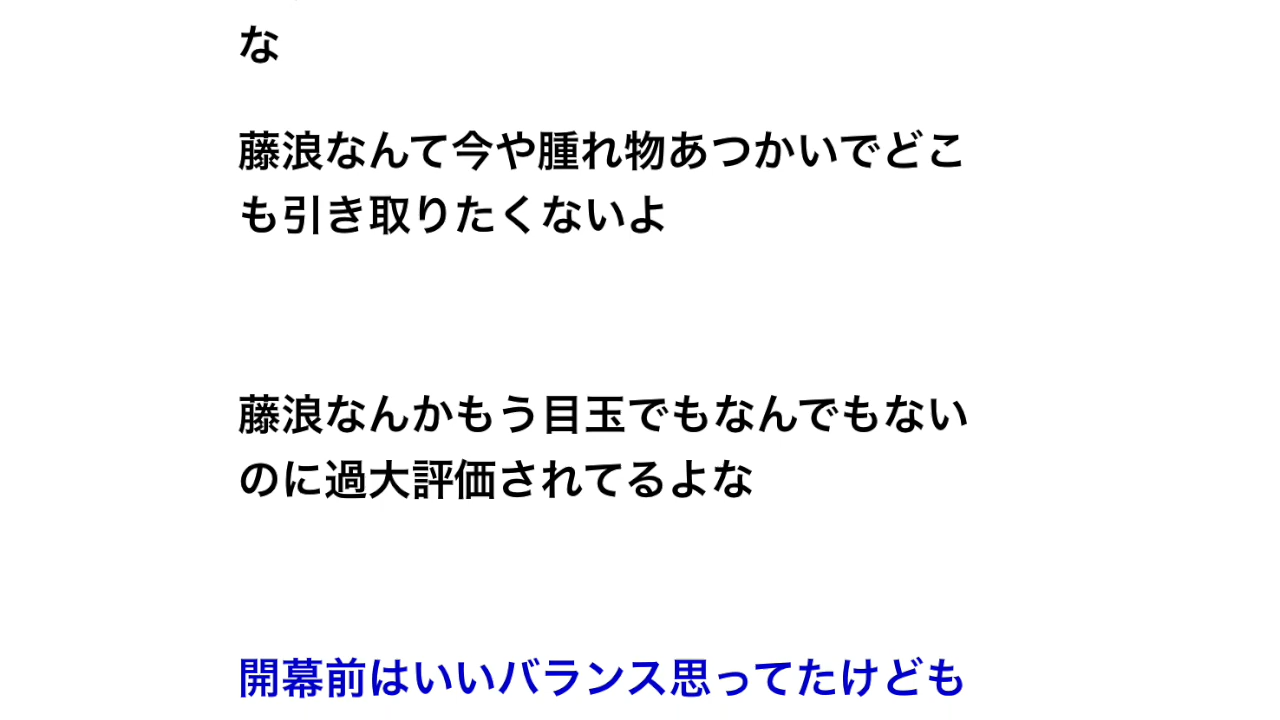 な
藤浪なんて今や腫れ物あつかいでどこ
も引き取りたくないよ
藤浪なんかもう目玉でもなんでもない
のに過大評価されてるよな
開幕前はいいバランス思ってたけども